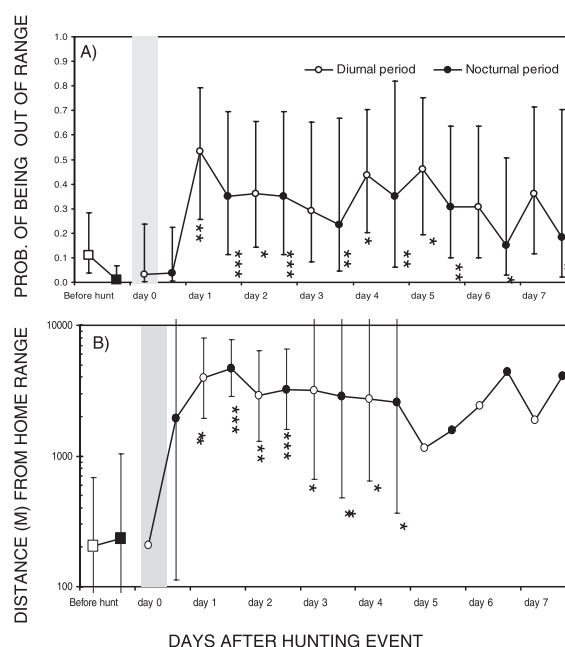 PROB. OF BEING OUT OF RANGE
A)
Diurnal period
Nocturnal period
1.0
0.9
0.8
0.7
0.6
0.5
0.4
0.3
0.2
0.1
0.0
** *** * *** ** * *** * ** *
Before hunt day 0 day 1 day 2 day 3 day 4 day 5 day 6 day 7
DISTANCE (M) FROM HOME RANGE
B)
10000
1000
100
** *** ** *** * ** * *
Before hunt day 0 day 1 day 2 day 3 day 4 day 5 day 6 day 7
DAYS AFTER HUNTING EVENT